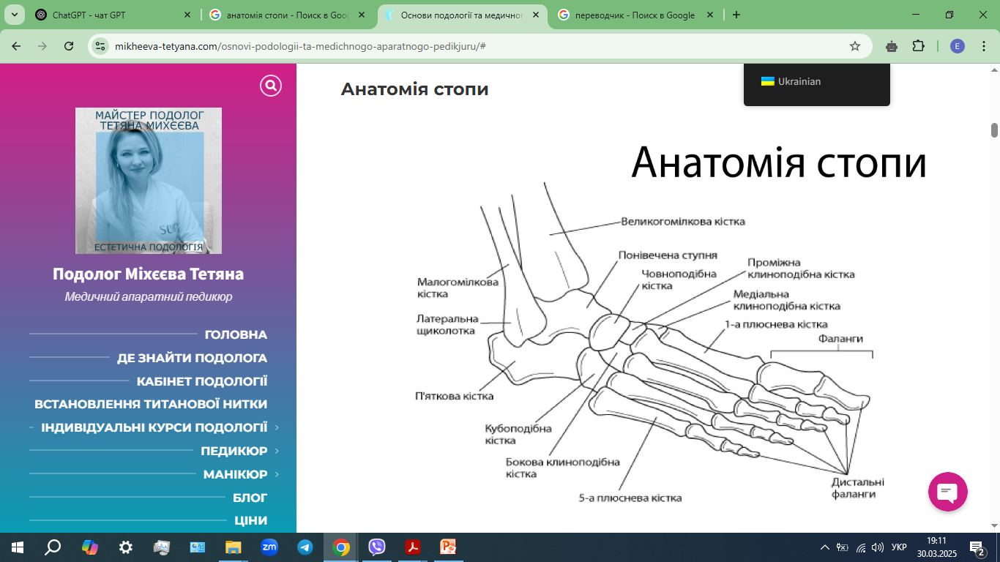 ChatGPT - чат GPT
анатомія стопи - Поиск в Goo
Основи подології та медичног
переводчик - Поиск в Google
mikheeva-tetyana.com/osnovi-podologii-ta-medichnogo-aparatnogo-pedikjuru/#
E
МАЙСТЕР ПОДОЛОГ
ТЕТЯНА МИХЄЄВА
ЕСТЕТИЧНА ПОДОЛОГІЯ
Подолог Міхєєва Тетяна
Медичний апаратний педикюр
ГОЛОВНА
ДЕ ЗНАЙТИ ПОДОЛОГА
КАБІНЕТ ПОДОЛОГІЇ
ВСТАНОВЛЕННЯ ТИТАНОВОЇ НИТКИ
ІНДИВІДУАЛЬНІ КУРСИ ПОДОЛОГІЇ
ПЕДИКЮР
МАНІКЮР
БЛОГ
ЦІНИ
Анатомія стопи
Ukrainian
Анатомія стопи
Великогомілкова кістка
Понівечена ступня
Проміжна
клиноподібна кістка
Човноподібна
кістка
Малогомілкова
кістка
Медіальна
клиноподібна кістка
Латеральна
щиколотка
1-а плюснева кістка
Фаланги
П'яткова кістка
Кубоподібна
кістка
Бокова клиноподібна
кістка
Дистальні
фаланги
5-а плюснева кістка
zm
УКР
19:11
30.03.2025
2